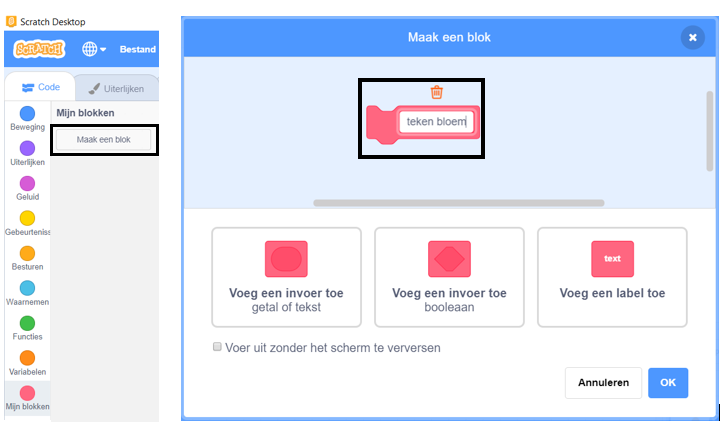 Scratch Desktop
SCRATCH
Bestand
Code
Uiterlijken
Beweging
Uiterlijken
Geluid
Gebeurteniss
Besturen
Waarnemen
Functies
Variabelen
Mijn blokken
Mijn blokken
Maak een blok
Maak een blok
teken bloem
Voeg een invoer toe
getal of tekst
Voeg een invoer toe
booleaan
text
Voeg een label toe
Voer uit zonder het scherm te verversen
Annuleren
OK